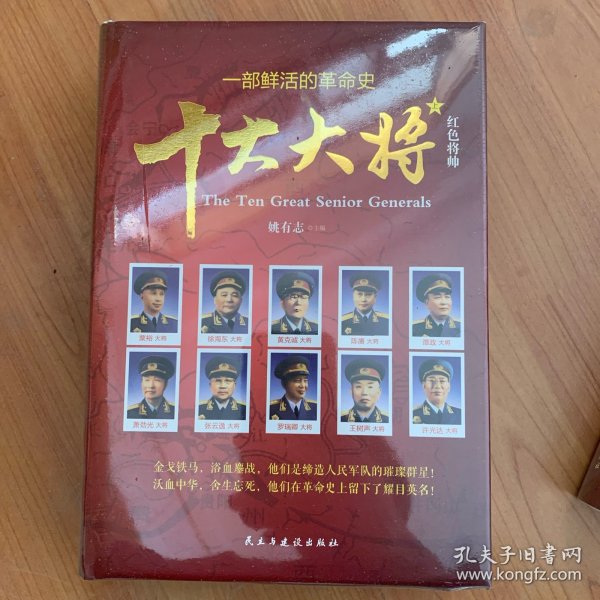 一部鲜活的革命史
十大大将
红色将帅
The Ten Great Senior Generals
姚有志 ◎主编
粟裕 大将
徐海东 大将
黄克诚 大将
陈赓 大将
谭政 大将
萧劲光 大将
张云逸 大将
罗瑞卿 大将
王树声 大将
许光达 大将
金戈铁马，浴血鏖战，他们是缔造人民军队的璀璨群星！
沃血中华，舍生忘死，他们在革命史上留下了耀目英名！
民主与建设出版社
孔夫子旧书网
www.kongfz.com